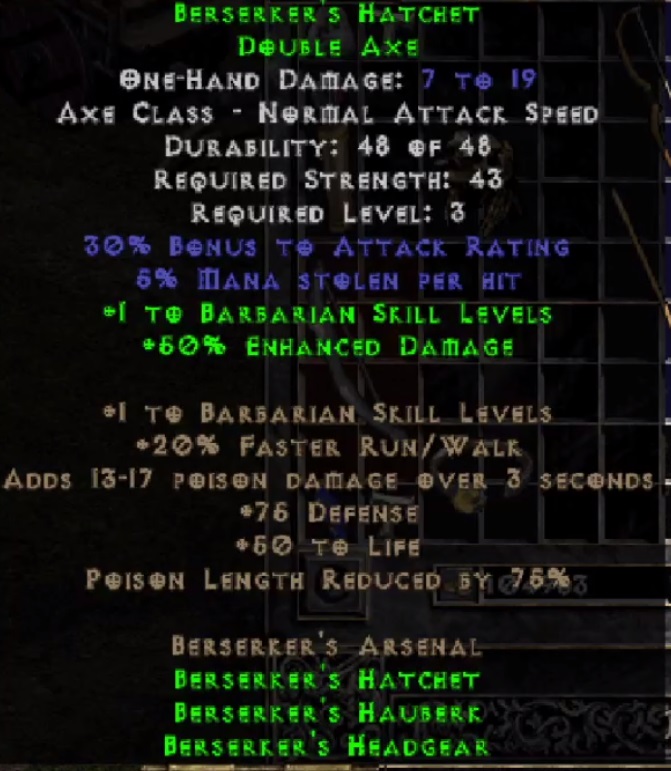 Berserker's Hatchet
Double Axe
One-Hand Damage: 7 to 19
Axe Class - Normal Attack Speed
Durability: 48 of 48
Required Strength: 43
Required Level: 3
30% Bonus to Attack Rating
5% Mana stolen per hit
+1 to Barbarian Skill Levels
+50% Enhanced Damage
+1 to Barbarian Skill Levels
+20% Faster Run/Walk
Adds 13-17 poison damage over 3 seconds
+75 Defense
+50 to Life
Poison Length Reduced by 75%
Berserker's Arsenal
Berserker's Hatchet
Berserker's Hauberk
Berserker's Headgear